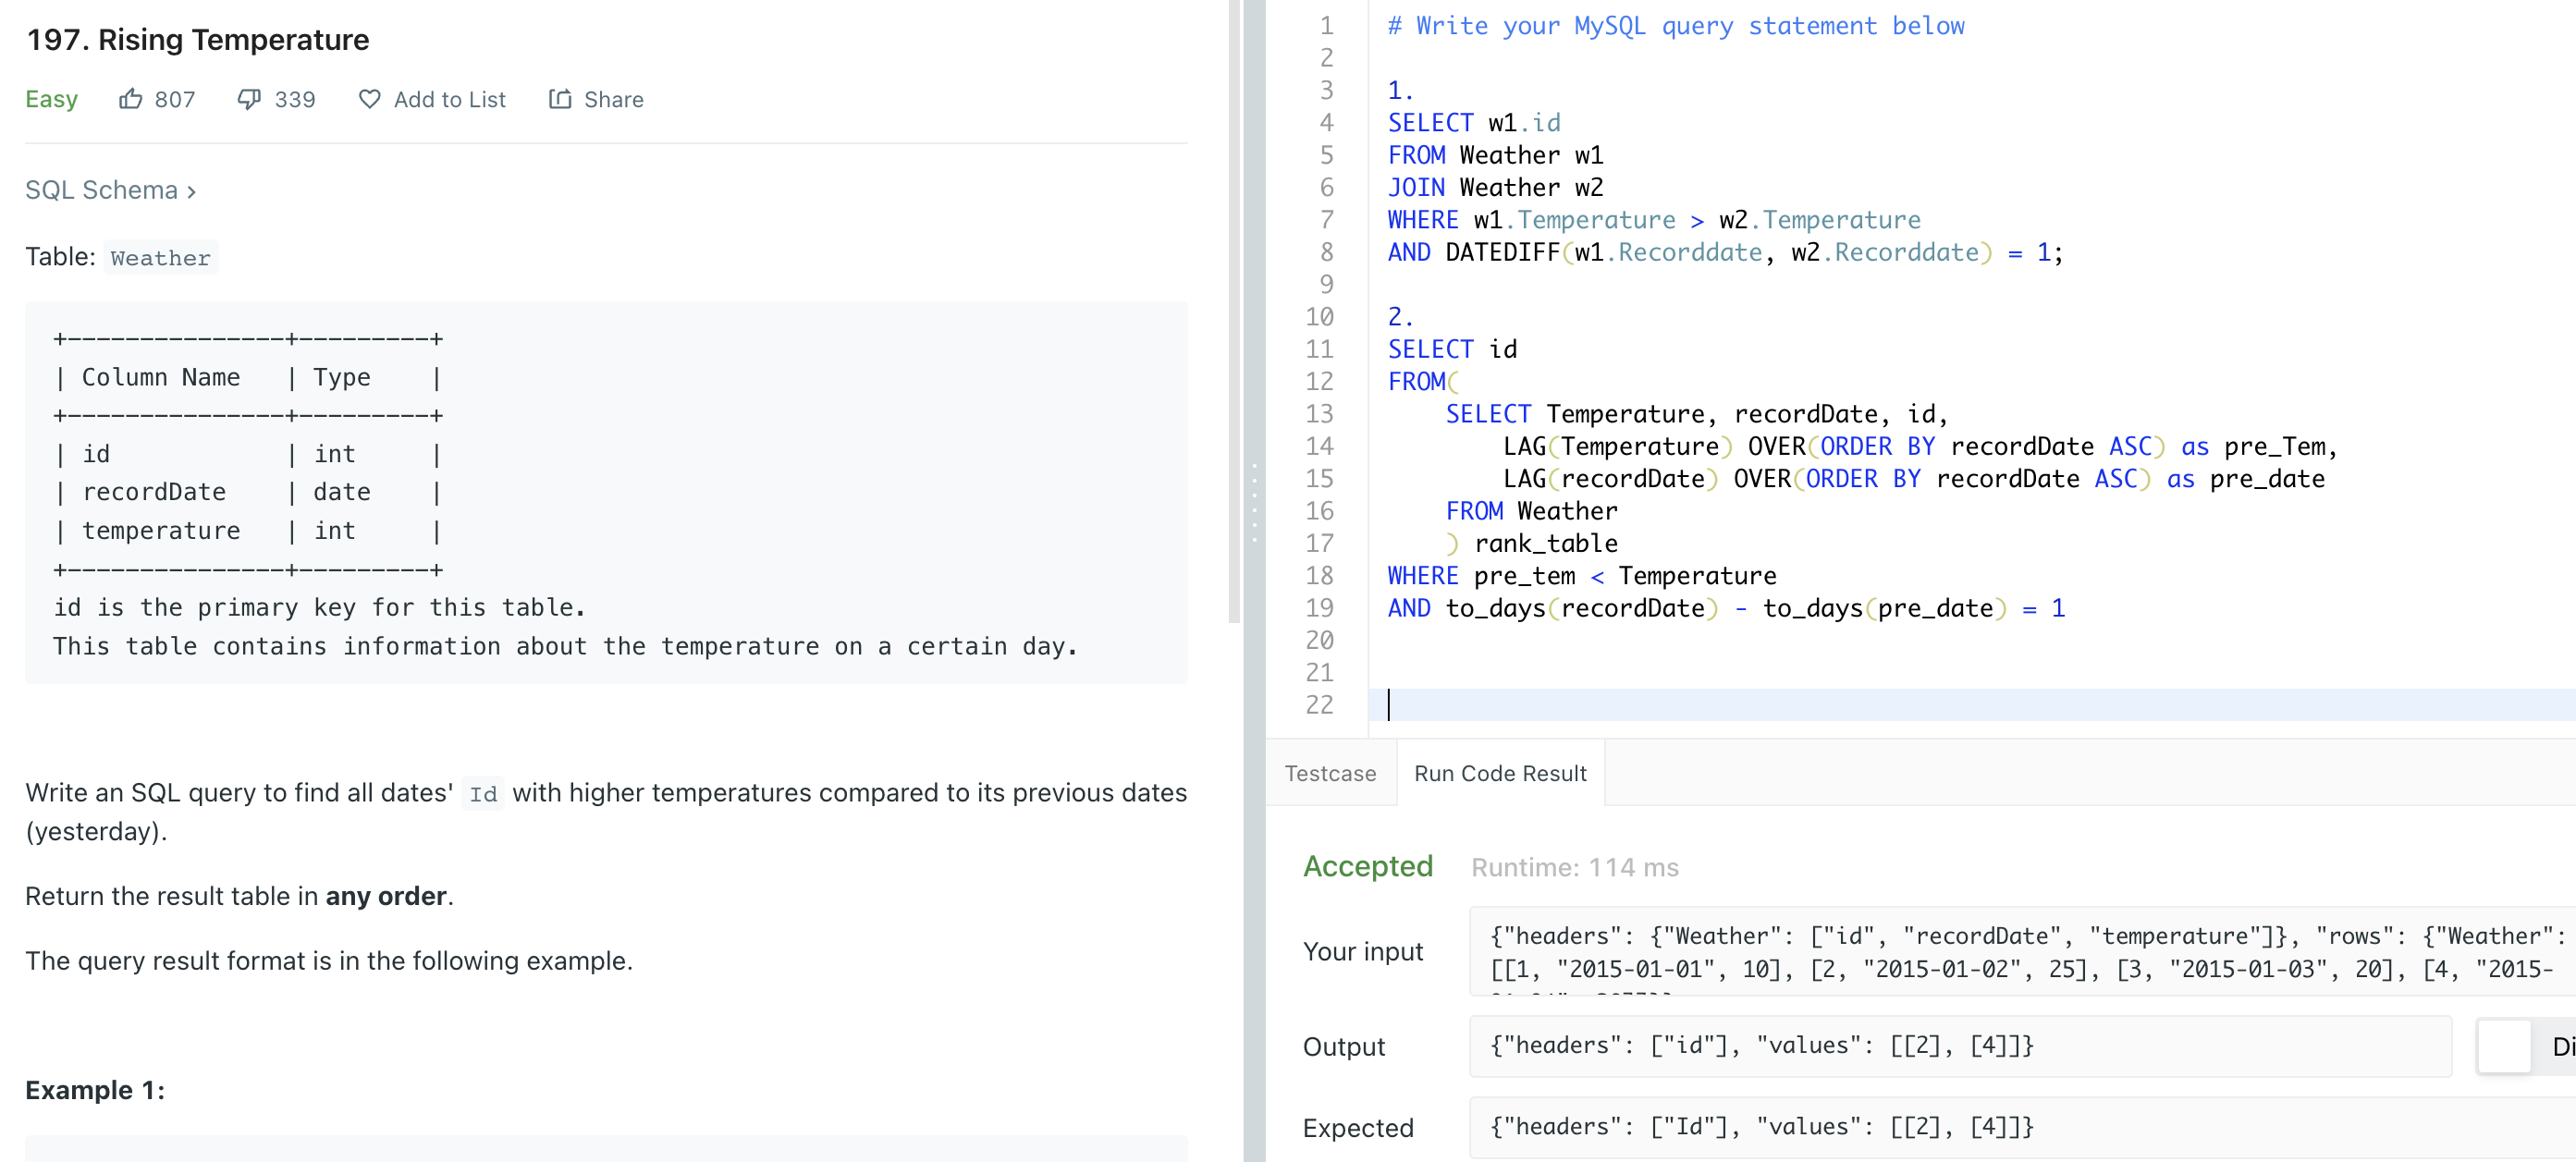 197. Rising Temperature
Easy 807 339 Add to List Share
SQL Schema ›
Table: Weather
+---------------+---------+
| Column Name   | Type    |
+---------------+---------+
| id            | int     |
| recordDate    | date    |
| temperature   | int     |
+---------------+---------+
id is the primary key for this table.
This table contains information about the temperature on a certain day.
Write an SQL query to find all dates' Id with higher temperatures compared to its previous dates
(yesterday).
Return the result table in any order.
The query result format is in the following example.
Example 1:
1 # Write your MySQL query statement below
2
3 1.
4 SELECT w1.id
5 FROM Weather w1
6 JOIN Weather w2
7 WHERE w1.Temperature > w2.Temperature
8 AND DATEDIFF(w1.Recorddate, w2.Recorddate) = 1;
9
10 2.
11 SELECT id
12 FROM(
13     SELECT Temperature, recordDate, id,
14         LAG(Temperature) OVER(ORDER BY recordDate ASC) as pre_Tem,
15         LAG(recordDate) OVER(ORDER BY recordDate ASC) as pre_date
16     FROM Weather
17     ) rank_table
18 WHERE pre_tem < Temperature
19 AND to_days(recordDate) - to_days(pre_date) = 1
20
21
22
Testcase Run Code Result
Accepted Runtime: 114 ms
Your input
{"headers": {"Weather": ["id", "recordDate", "temperature"]}, "rows": {"Weather":
[[1, "2015-01-01", 10], [2, "2015-01-02", 25], [3, "2015-01-03", 20], [4, "2015-
Output {"headers": ["id"], "values": [[2], [4]]}
Di
Expected {"headers": ["Id"], "values": [[2], [4]]}